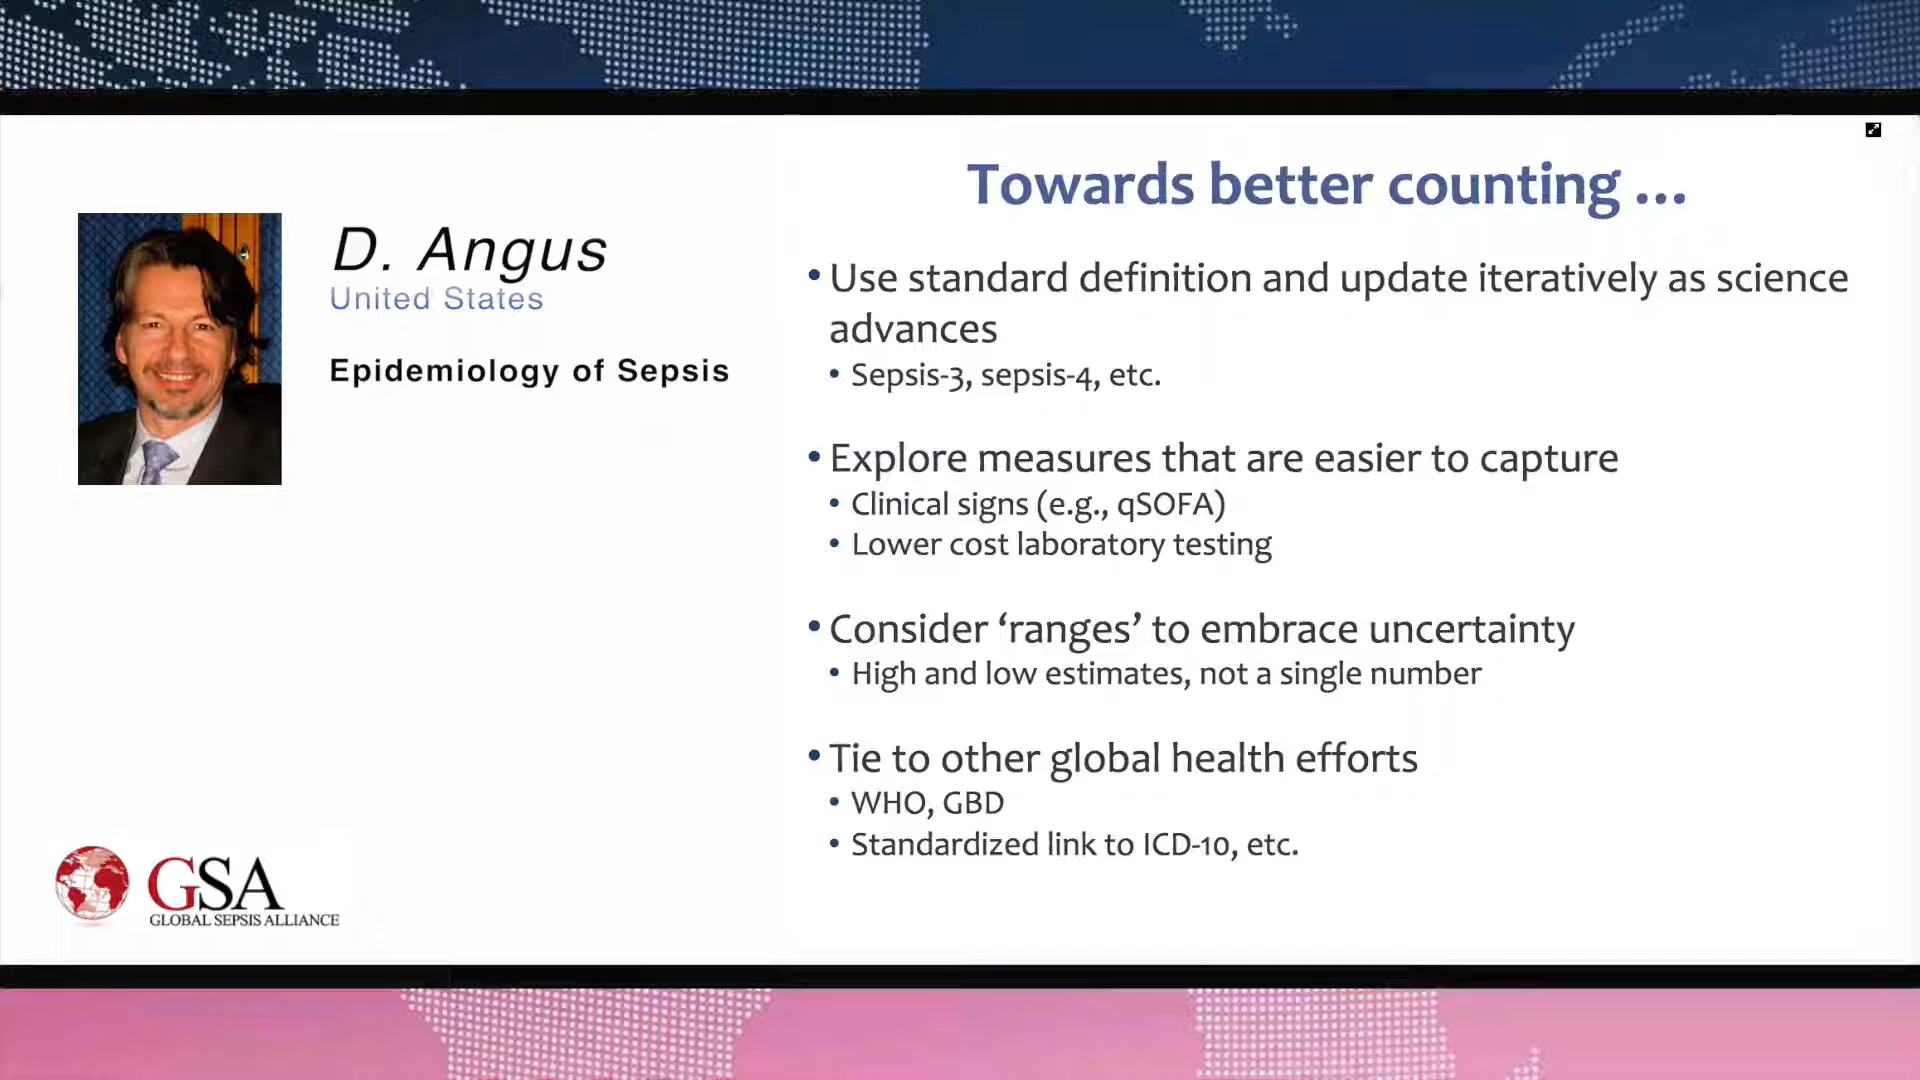 D. Angus
United States
Epidemiology of Sepsis
GSA
GLOBAL SEPSIS ALLIANCE
Towards better counting ...
• Use standard definition and update iteratively as science
advances
• Sepsis-3, sepsis-4, etc.
• Explore measures that are easier to capture
• Clinical signs (e.g., qSOFA)
• Lower cost laboratory testing
• Consider ‘ranges’ to embrace uncertainty
• High and low estimates, not a single number
• Tie to other global health efforts
• WHO, GBD
• Standardized link to ICD-10, etc.